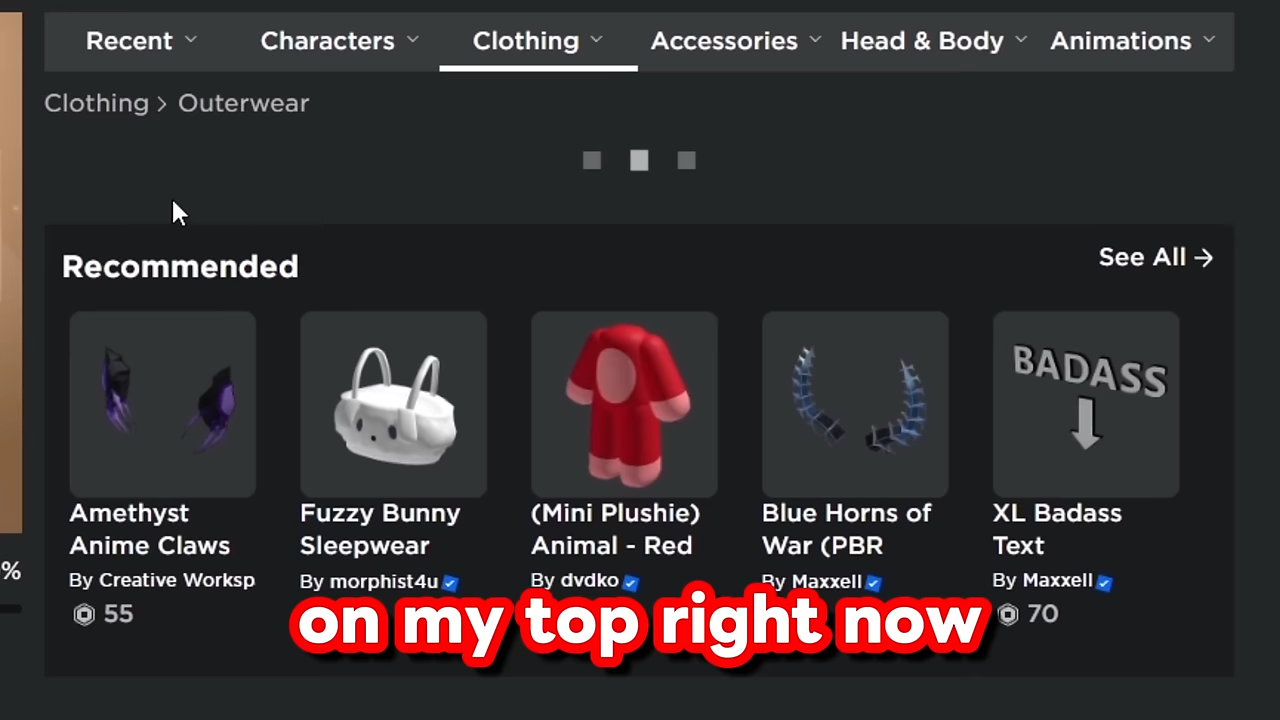 Recent Characters Clothing Accessories Head & Body Animations
Clothing > Outerwear
Recommended
See All →
BADASS
Amethyst
Anime Claws
By Creative Worksp
55
Fuzzy Bunny
Sleepwear
By morphist4u
(Mini Plushie)
Animal - Red
By dvdko
Blue Horns of
War (PBR
By Maxxell
XL Badass
Text
By Maxxell
70
on my top right now
%